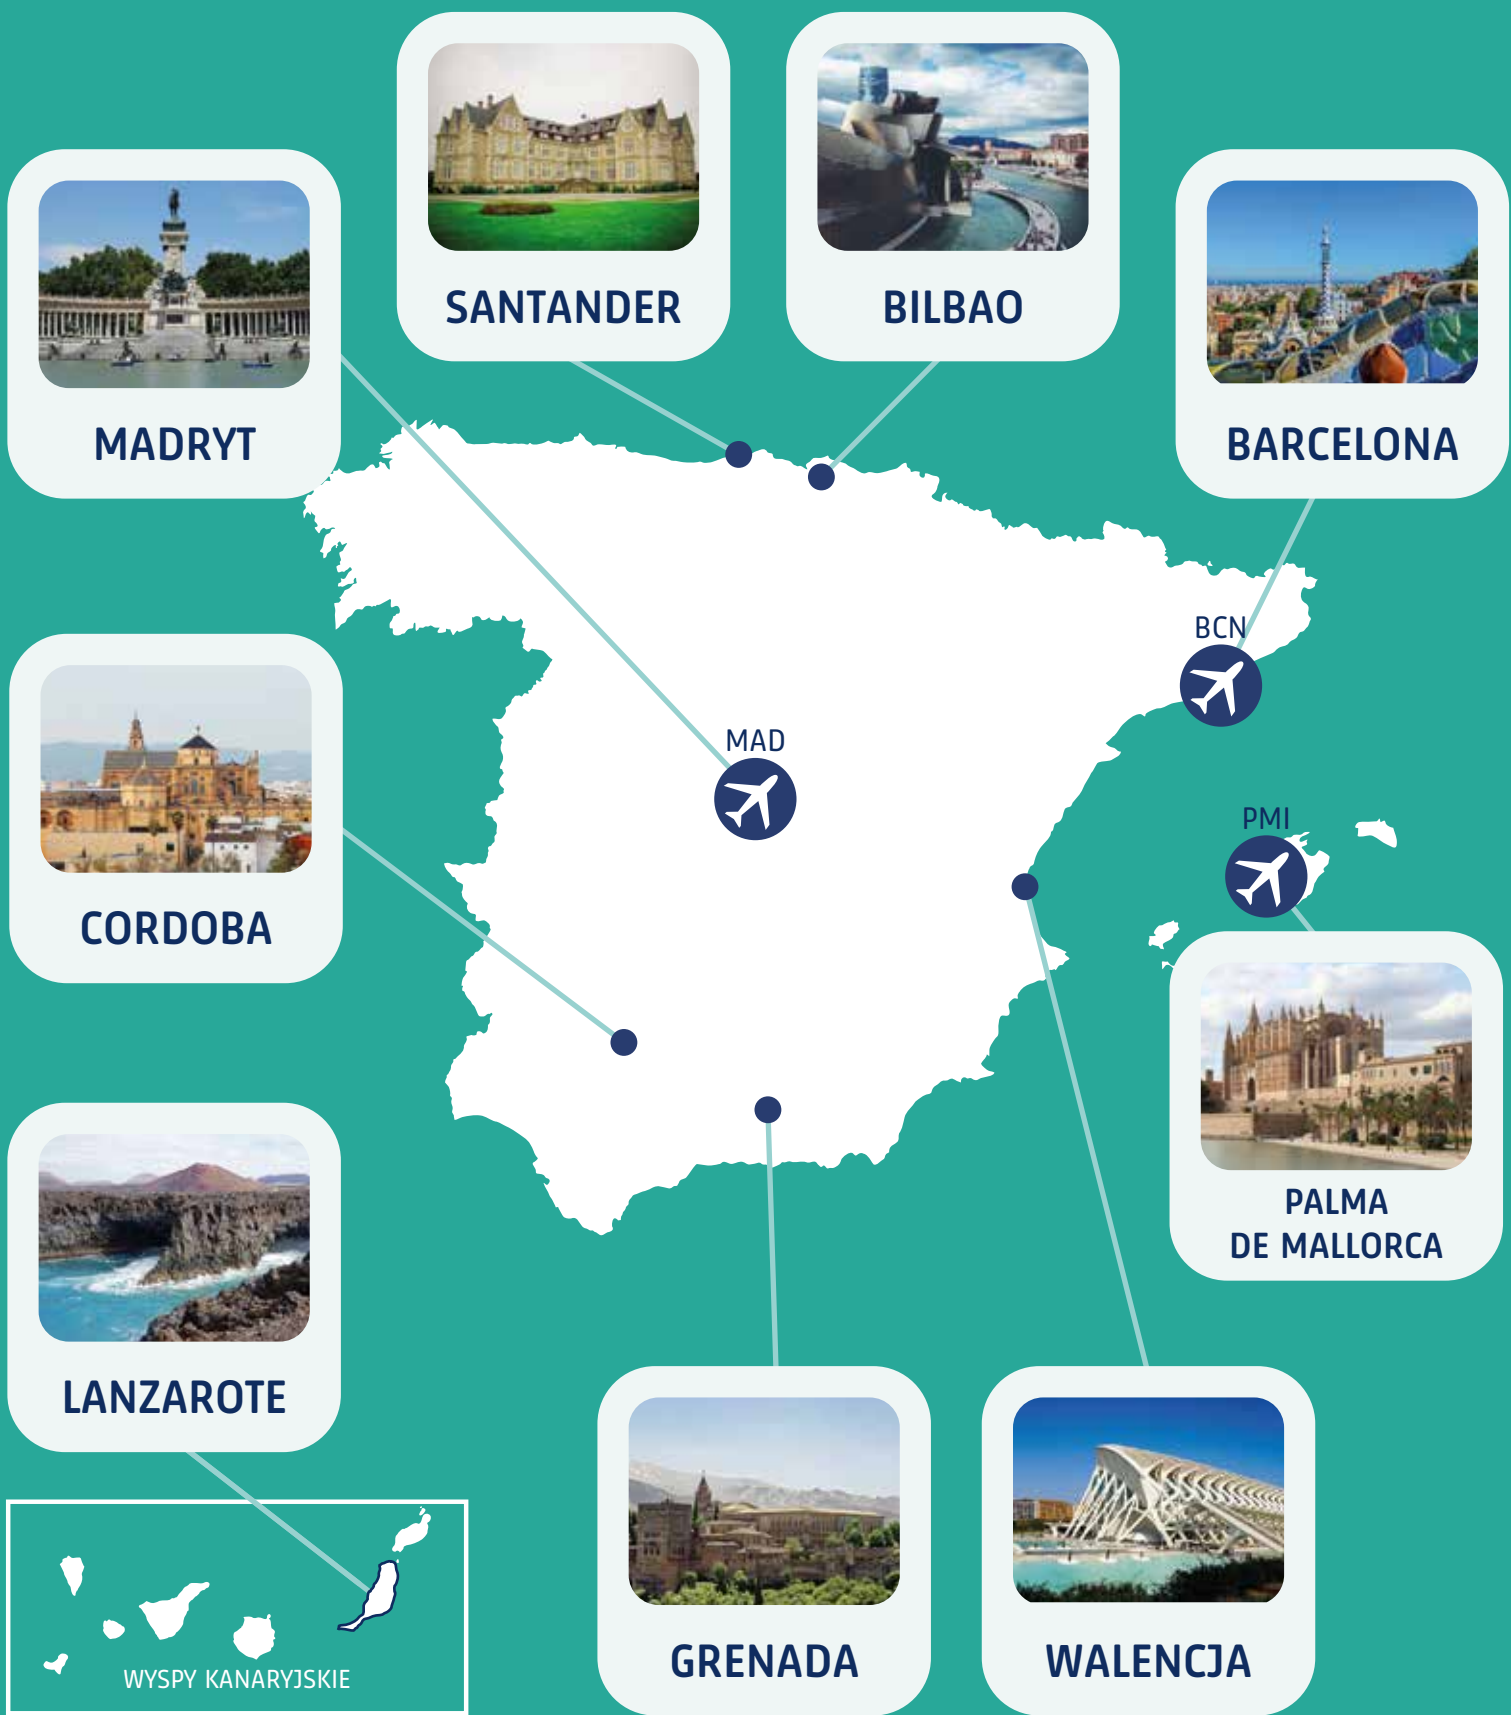 SANTANDER
BILBAO
MADRYT
BARCELONA
BCN
MAD
PMI
CORDOBA
PALMA
DE MALLORCA
LANZAROTE
GRENADA
WALENCJA
WYSPY KANARYJSKIE